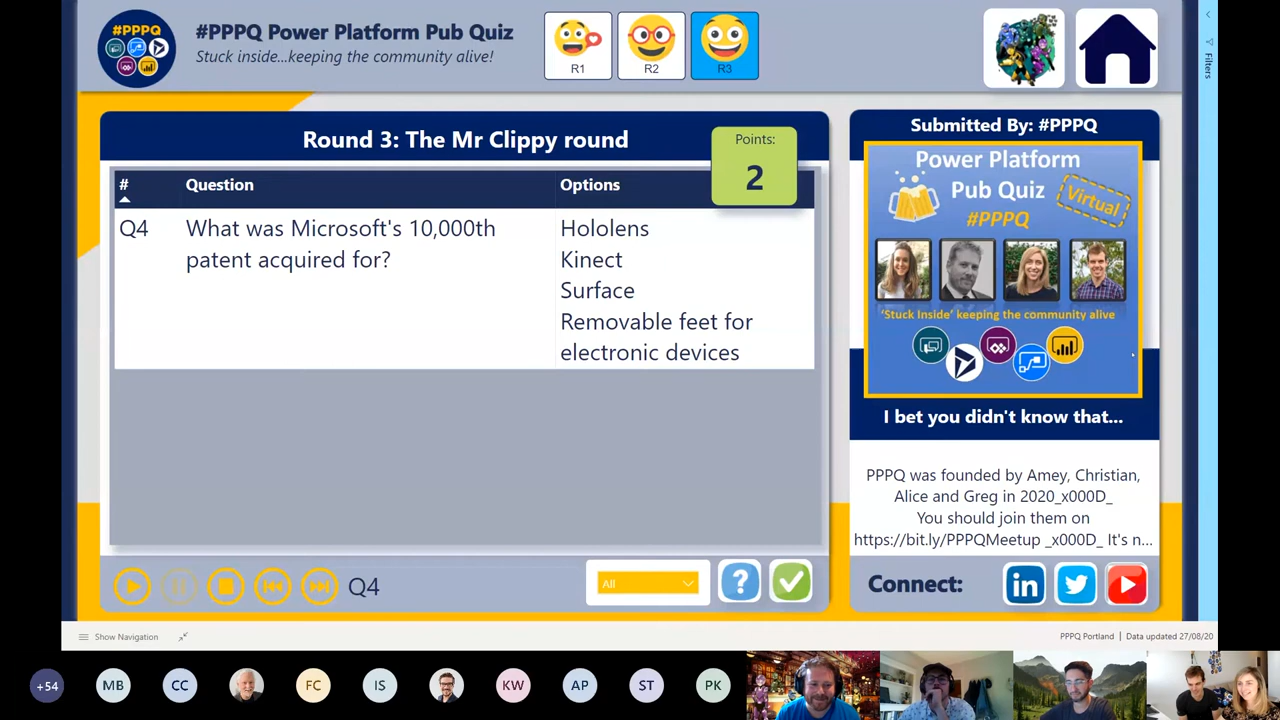 #PPPQ
#PPPQ Power Platform Pub Quiz
Stuck inside...keeping the community alive!
R1
R2
R3
Filters
Round 3: The Mr Clippy round
Points:
2
#
Question
Options
Q4
What was Microsoft's 10,000th
patent acquired for?
Hololens
Kinect
Surface
Removable feet for
electronic devices
Submitted By: #PPPQ
Power Platform
Pub Quiz
#PPPQ
Virtual
'Stuck Inside' keeping the community alive
I bet you didn't know that...
PPPQ was founded by Amey, Christian,
Alice and Greg in 2020_x000D_
You should join them on
https://bit.ly/PPPQMeetup _x000D_ It's n...
Q4
All
?
Connect:
in
Show Navigation
PPPQ Portland | Data updated 27/08/20
+54
MB
CC
FC
IS
KW
AP
ST
PK